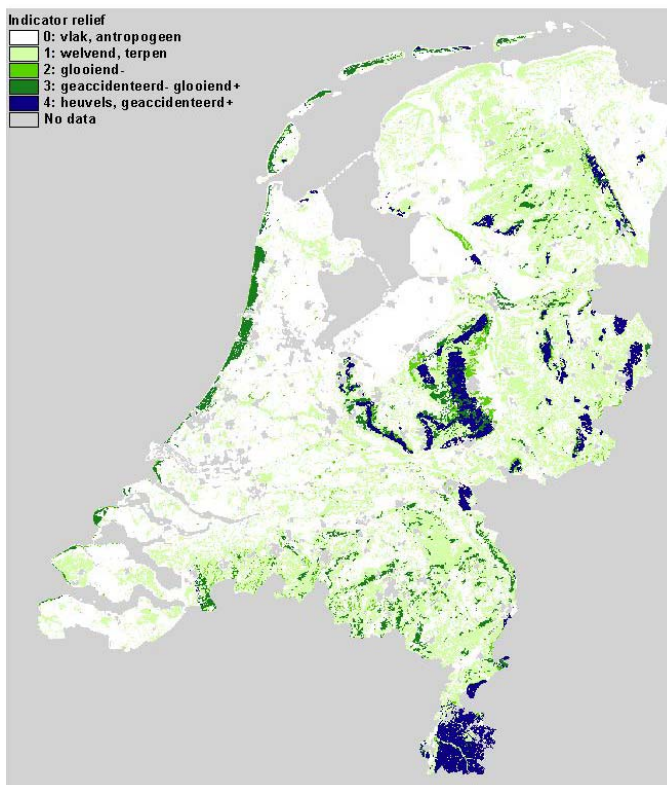 Indicator relief
0: vlak, antropogeen
1: welvend, terpen
2: glooiend-
3: geaccidenteerd- glooiend+
4: heuvels, geaccidenteerd+
No data